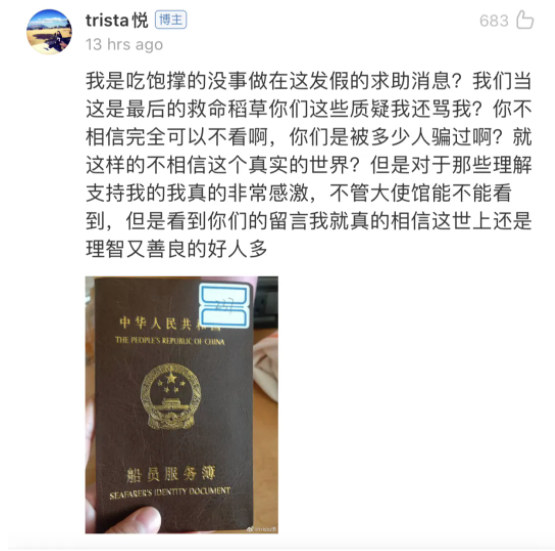 trista悦 博主
683
13 hrs ago
我是吃饱撑的没事做在这发假的求助消息？我们当
这是最后的救命稻草你们这些质疑我还骂我？你不
相信完全可以不看啊，你们是被多少人骗过啊？就
这样的不相信这个真实的世界？但是对于那些理解
支持我的我真的非常感激，不管大使馆能不能看
到，但是看到你们的留言我就真的相信这世上还是
理智又善良的好人多
中华人民共和国
THE PEOPLE'S REPUBLIC OF CHINA
船员服务簿
SEAFARER'S IDENTITY DOCUMENT